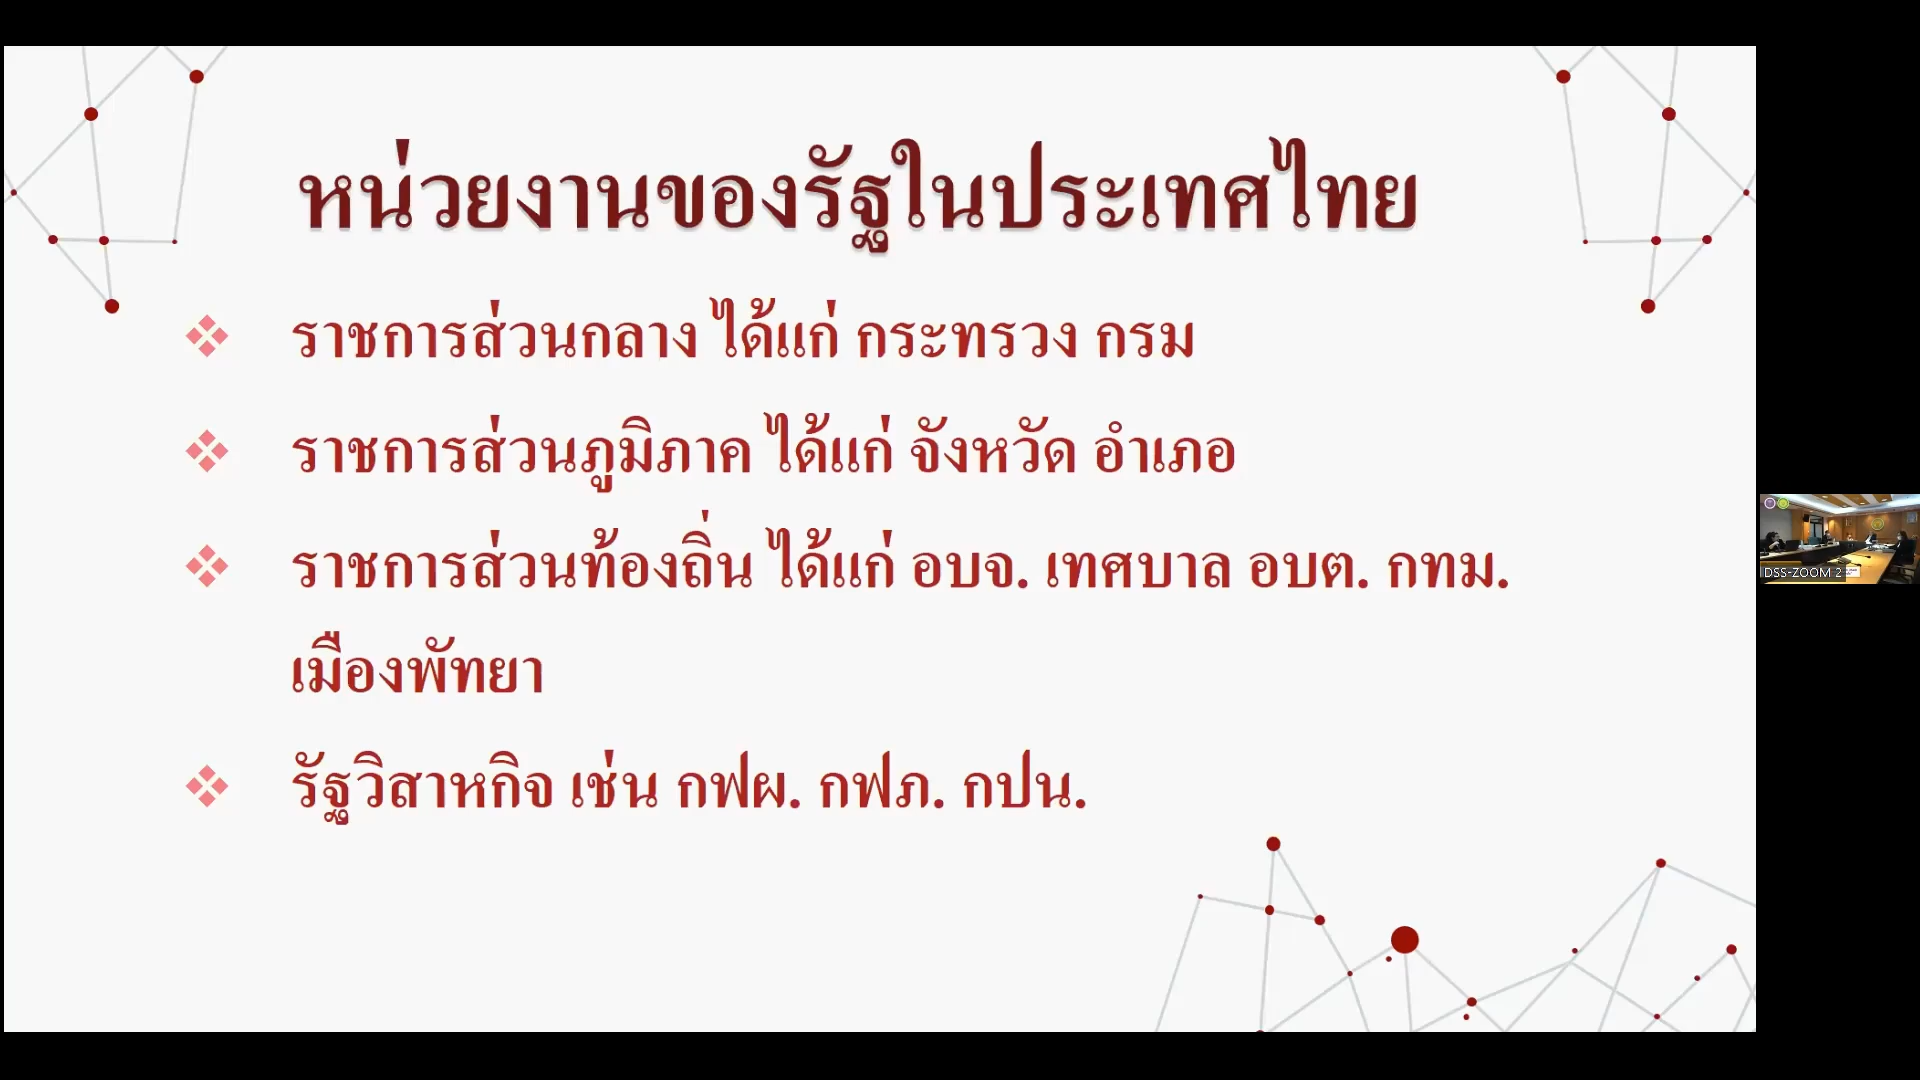 หน่วยงานของรัฐในประเทศไทย
ราชการส่วนกลาง ได้แก่ กระทรวง กรม
ราชการส่วนภูมิภาค ได้แก่ จังหวัด อำเภอ
ราชการส่วนท้องถิ่น ได้แก่ อบจ. เทศบาล อบต. กทม.
เมืองพัทยา
รัฐวิสาหกิจ เช่น กฟผ. กฟภ. กปน.
DSS-ZOOM 2